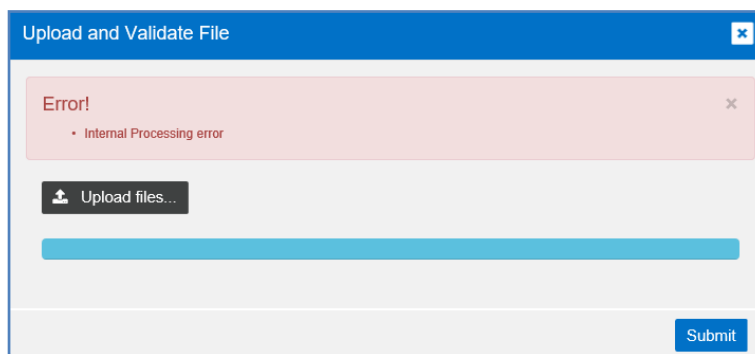 Upload and Validate File
Error!
• Internal Processing error
Upload files...
Submit